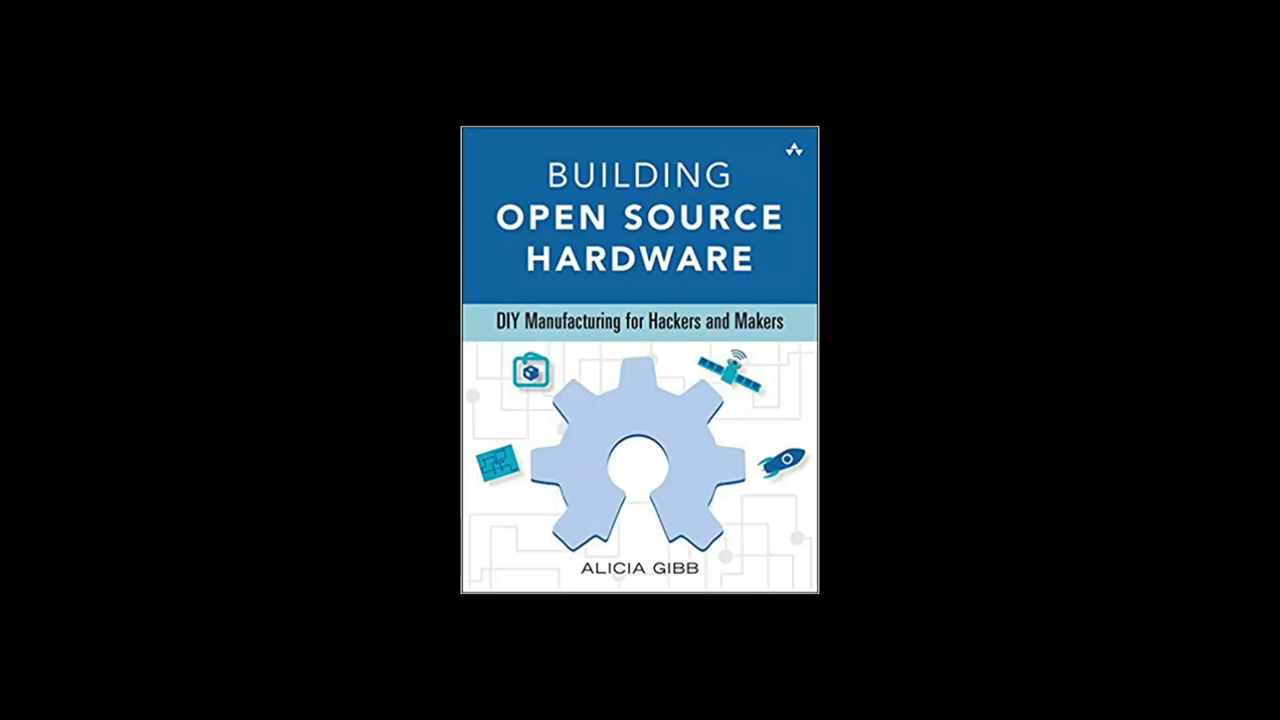 BUILDING
OPEN SOURCE
HARDWARE
DIY Manufacturing for Hackers and Makers
ALICIA GIBB